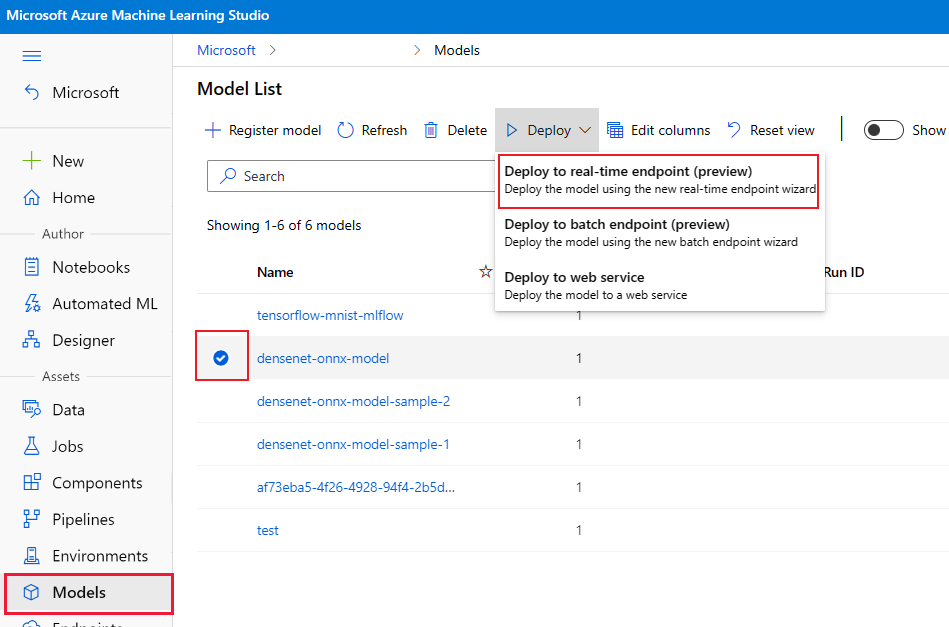 Microsoft Azure Machine Learning Studio
Microsoft
New
Home
Author
Notebooks
Automated ML
Designer
Assets
Data
Jobs
Components
Pipelines
Environments
Models
Microsoft > > Models
Model List
Register model Refresh Delete Deploy Edit columns Reset view Show
Search
Deploy to real-time endpoint (preview)
Deploy the model using the new real-time endpoint wizard
Deploy to batch endpoint (preview)
Deploy the model using the new batch endpoint wizard
Deploy to web service
Deploy the model to a web service
Showing 1-6 of 6 models
Name Run ID
tensorflow-mnist-mlflow 1
densenet-onnx-model 1
densenet-onnx-model-sample-2 1
densenet-onnx-model-sample-1 1
af73eba5-4f26-4928-94f4-2b5d... 1
test 1